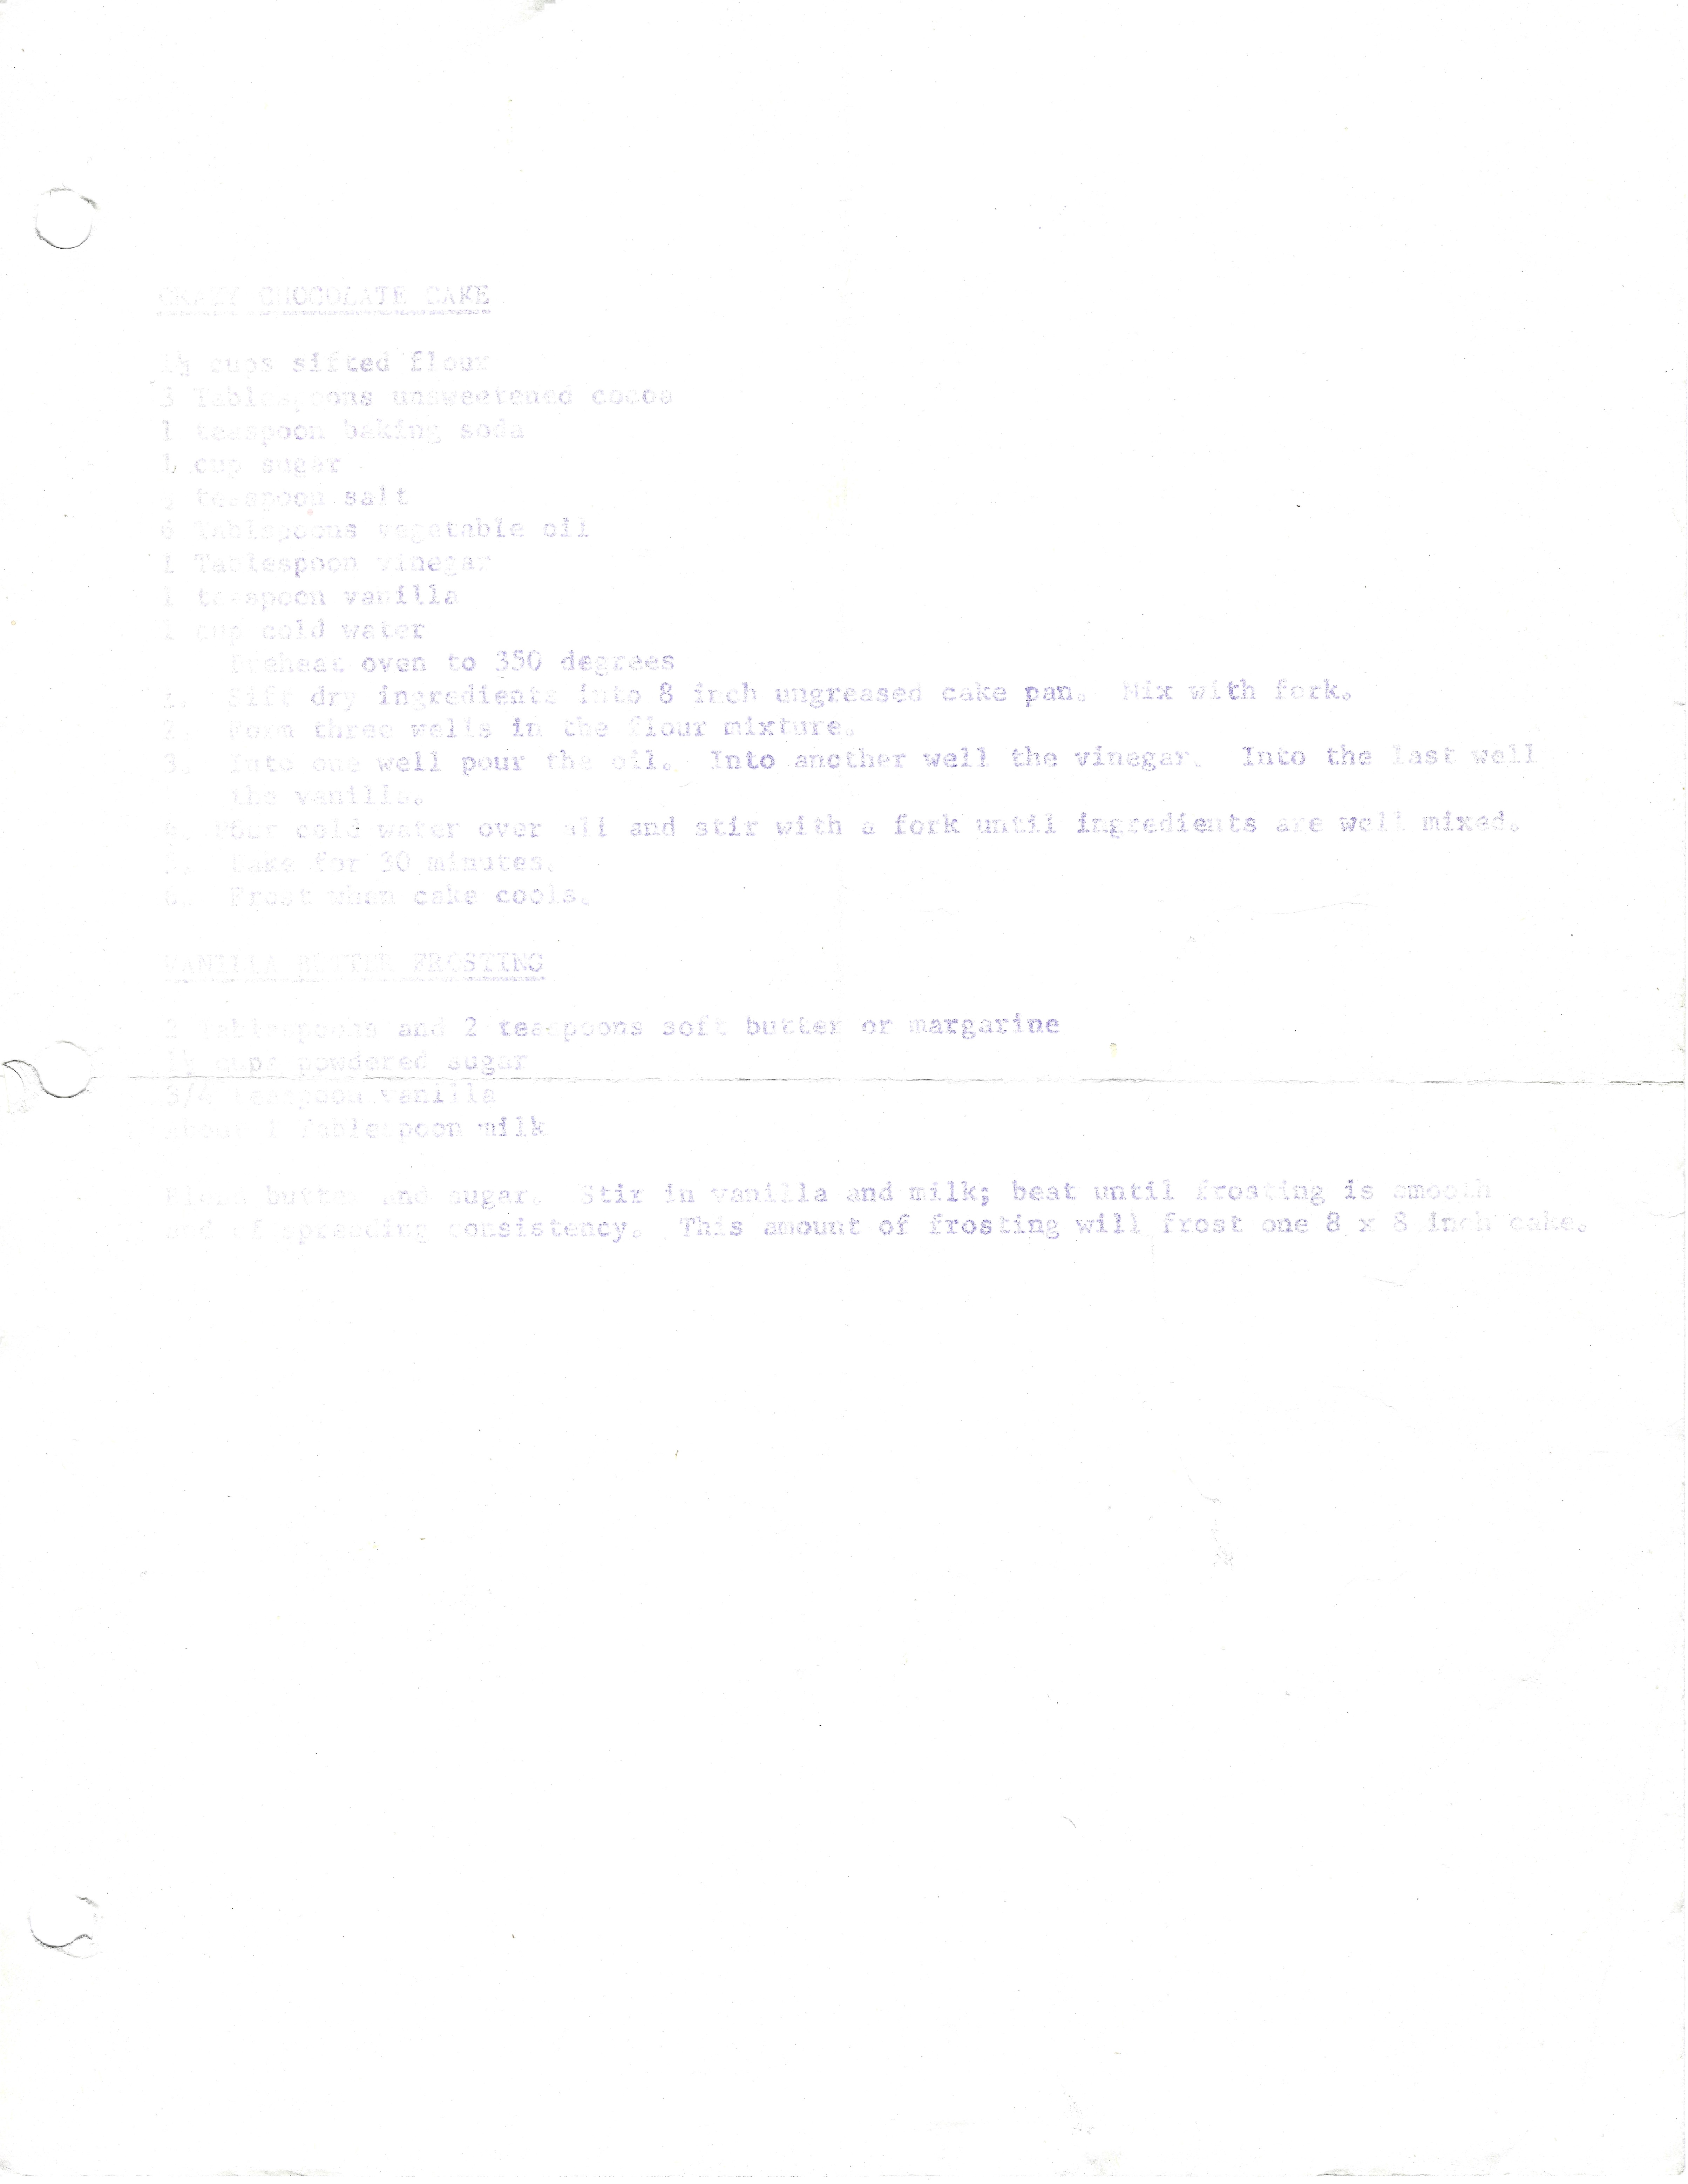 CRAZY CHOCOLATE CAKE
1½ cups sifted flour
3 Tablespoons unsweetened cocoa
1 teaspoon baking soda
1 cup sugar
teaspoon salt
6 Tablspoons vegetable oil
1 Tablespoon vinegar
1 teaspoon vanilla
1 cup cold water
Preheat oven to 350 degrees
1. Sift dry ingredients into 8 inch ungreased cake pan. Mix with fork.
2. Form three wells in the flour mixture.
3. Into one well pour the oil. Into another well the vinegar. Into the last well
the vanilla.
4. Pour cold water over all and stir with a fork until ingredients are well mixed.
5. Bake for 30 minutes.
6. Frost when cake cools.
VANILLA BUTTER FROSTING
2 Tablespoons and 2 teaspoons soft butter or margarine
1½ cups powdered sugar
3/4 teaspoon vanilla
About 1 Tablespoon milk
Blend butter and sugar. Stir in vanilla and milk; beat until frosting is smooth
and of spreading consistency. This amount of frosting will frost one 8 x 8 inch cake.